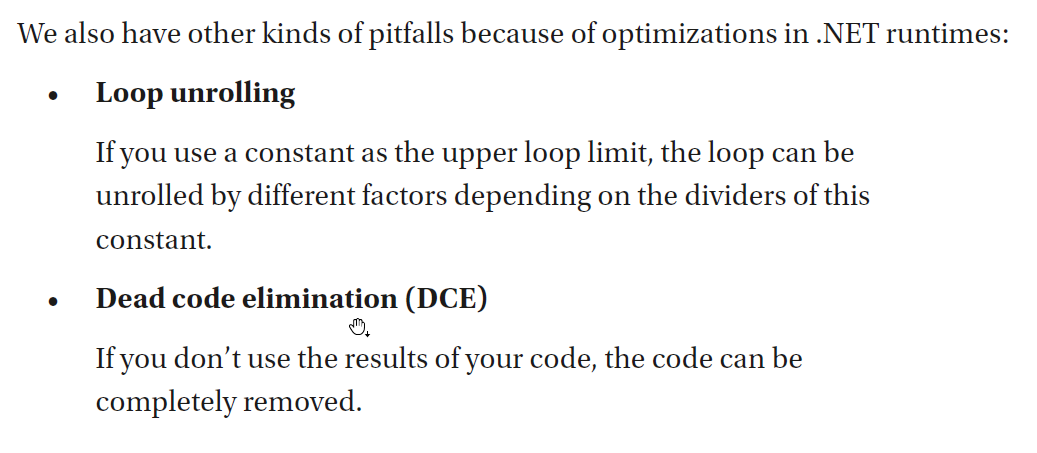 We also have other kinds of pitfalls because of optimizations in .NET runtimes:
• Loop unrolling
If you use a constant as the upper loop limit, the loop can be
unrolled by different factors depending on the dividers of this
constant.
• Dead code elimination (DCE)
If you don’t use the results of your code, the code can be
completely removed.